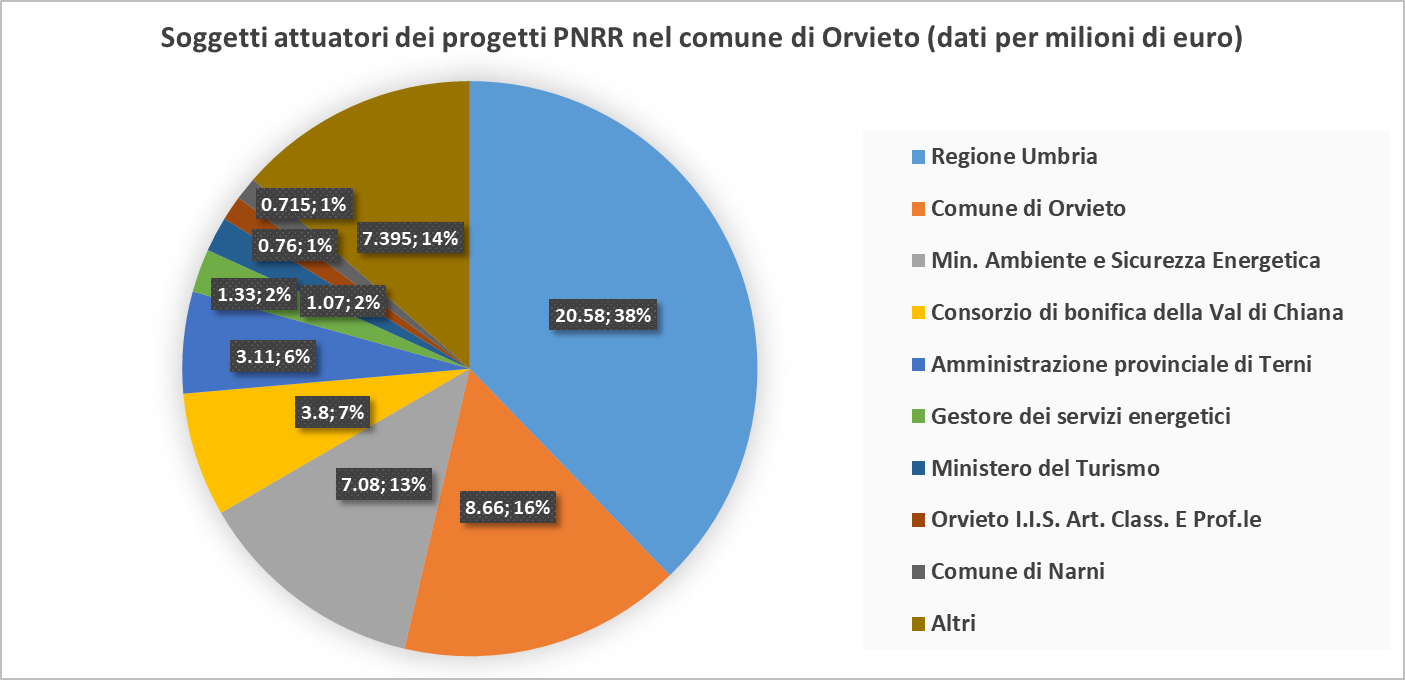 Soggetti attuatori dei progetti PNRR nel comune di Orvieto (dati per milioni di euro)
20.58; 38%
8.66; 16%
7.08; 13%
3.8; 7%
3.11; 6%
1.33; 2%
1.07; 2%
0.76; 1%
0.715; 1%
7.395; 14%
Regione Umbria
Comune di Orvieto
Min. Ambiente e Sicurezza Energetica
Consorzio di bonifica della Val di Chiana
Amministrazione provinciale di Terni
Gestore dei servizi energetici
Ministero del Turismo
Orvieto I.I.S. Art. Class. E Prof.le
Comune di Narni
Altri